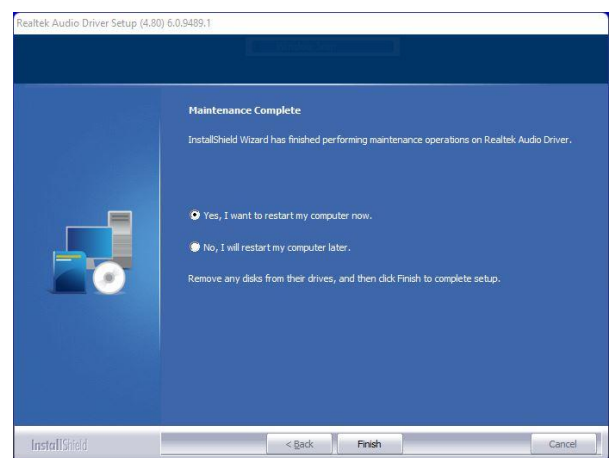 Realtek Audio Driver Setup (4.80) 6.0.9489.1
Maintenance Complete
InstallShield Wizard has finished performing maintenance operations on Realtek Audio Driver.
Yes, I want to restart my computer now.
No, I will restart my computer later.
Remove any disks from their drives, and then click Finish to complete setup.
InstallShield
< Back
Finish
Cancel